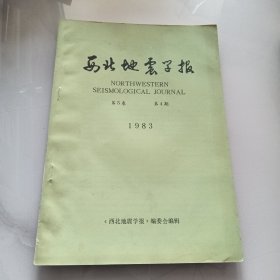 西北地震学报
NORTHWESTERN
SEISMOLOGICAL JOURNAL
第5卷 第4期
1983
《西北地震学报》编委会编辑